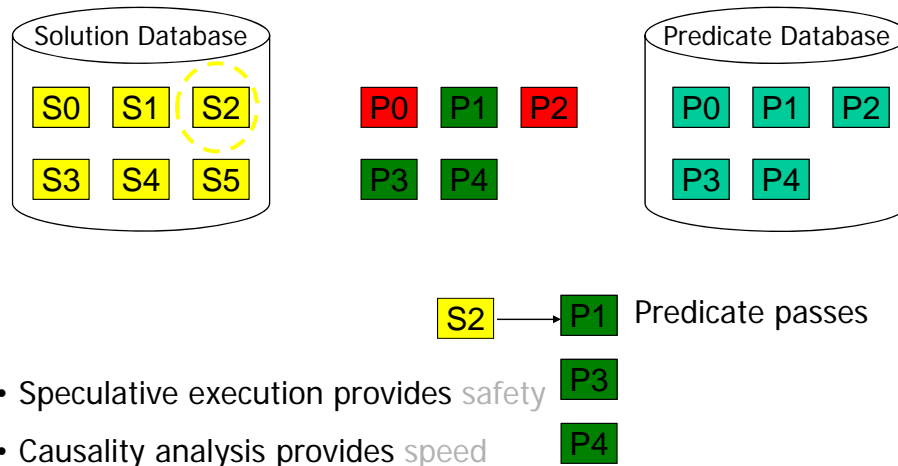 Solution Database
Predicate Database
S0 S1 S2
P0 P1 P2
P0 P1 P2
S3 S4 S5
P3 P4
P3 P4
S2 P1 Predicate passes
P3
• Speculative execution provides safety
P4
• Causality analysis provides speed